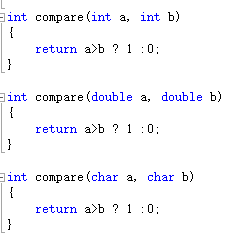 int compare(int a, int b)
{
    return a>b ? 1 :0;
}
int compare(double a, double b)
{
    return a>b ? 1 :0;
}
int compare(char a, char b)
{
    return a>b ? 1 :0;
}